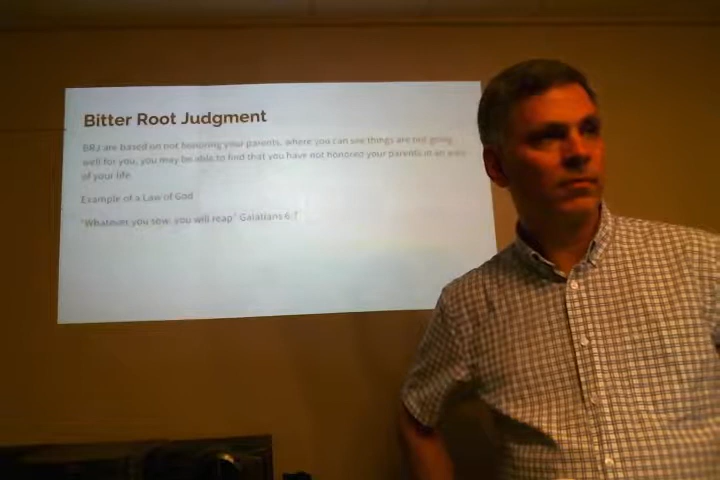 Bitter Root Judgment
BRJ are based on not honoring your parents, where you can see things are not going
well for you, you may be able to find that you have not honored your parents in an area
of your life.
Example of a Law of God
"Whatever you sow, you will reap" Galatians 6:7